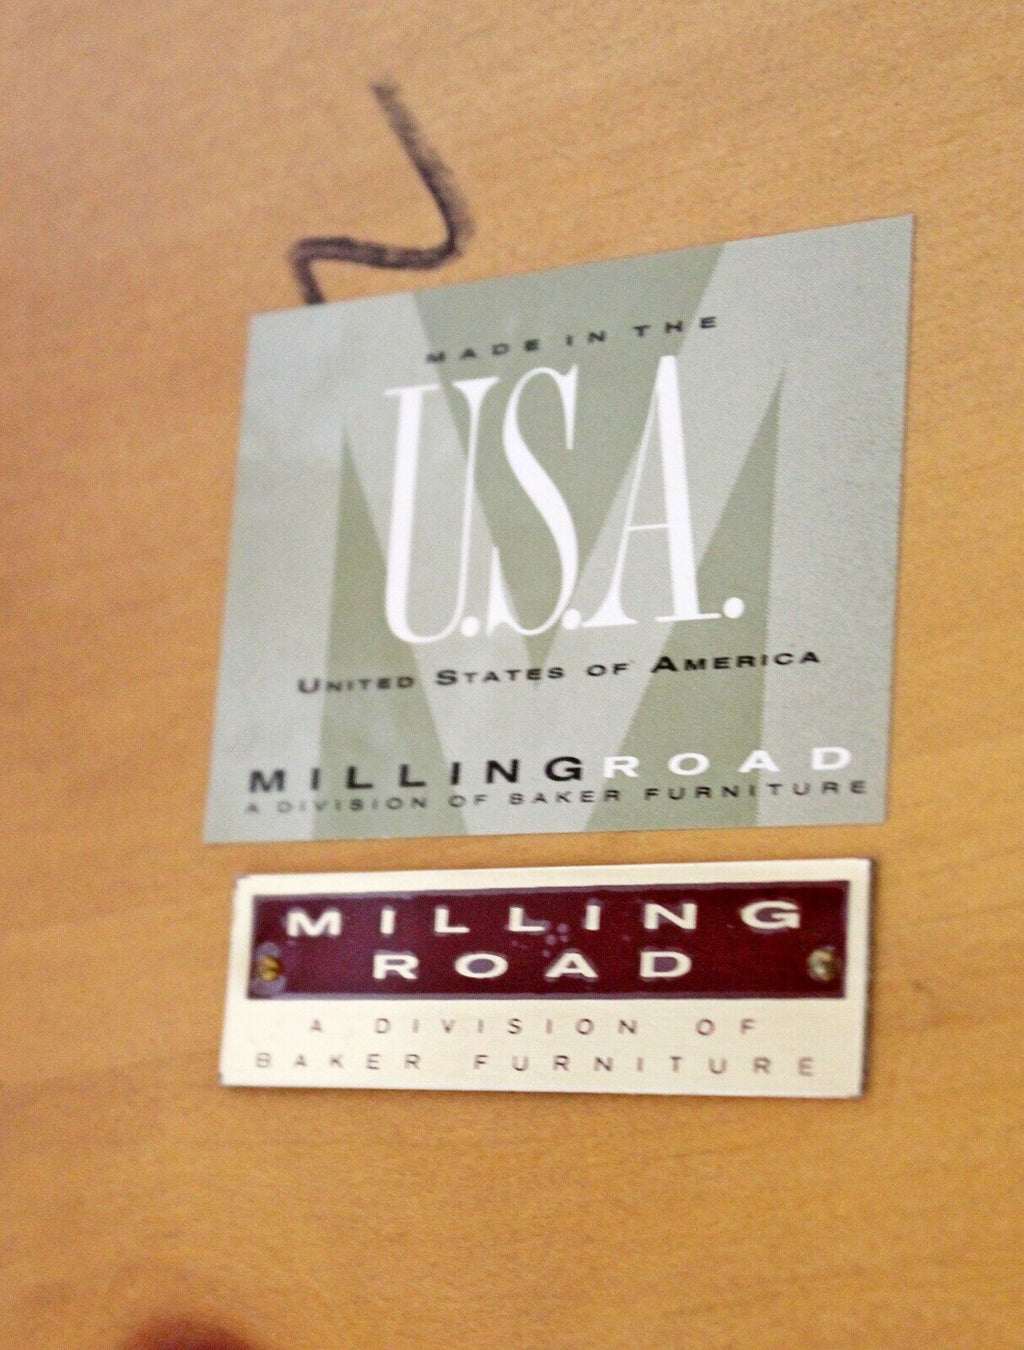 MADE IN THE
U.S.A.
UNITED STATES OF AMERICA
MILLINGROAD
A DIVISION OF BAKER FURNITURE
MILLING
ROAD
A DIVISION OF
BAKER FURNITURE